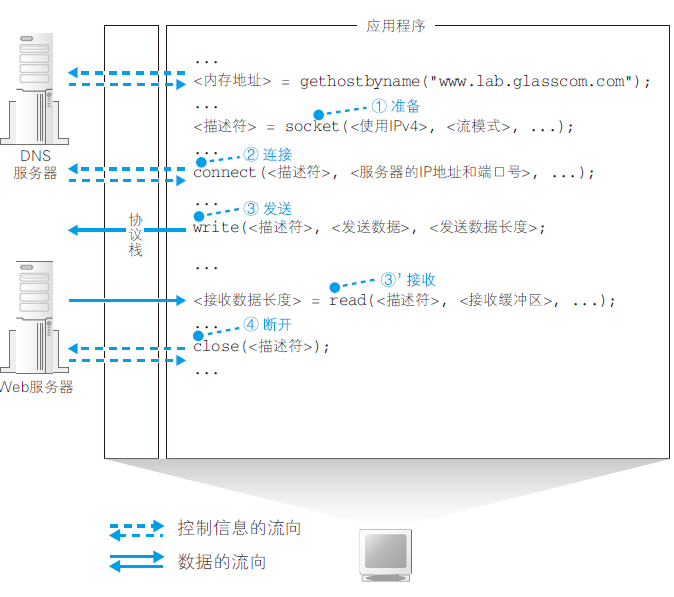 应用程序
...
<内存地址> = gethostbyname("www.lab.glasscom.com");
...
① 准备
<描述符> = socket(<使用IPv4>, <流模式>, ...);
...
② 连接
connect(<描述符>, <服务器的IP地址和端口号>, ...);
...
③ 发送
write(<描述符>, <发送数据>, <发送数据长度>;
...
③' 接收
<接收数据长度> = read(<描述符>, <接收缓冲区>, ...);
...
④ 断开
close(<描述符>);
...
DNS
服务器
协议栈
Web服务器
控制信息的流向
数据的流向